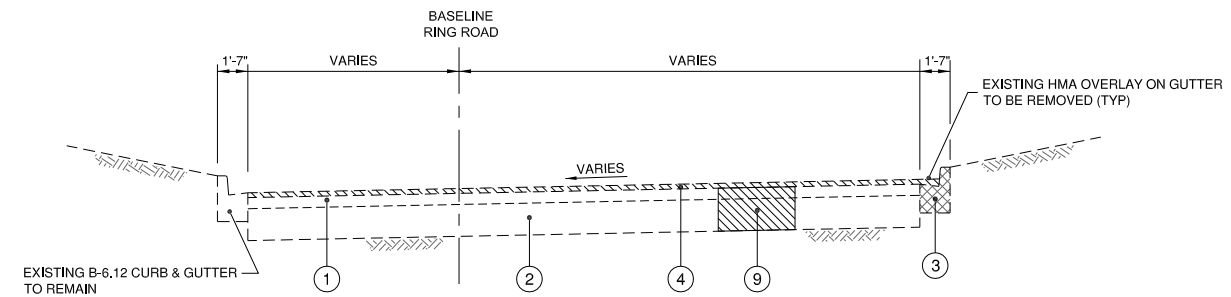 BASELINE
RING ROAD
1'-7"
VARIES
VARIES
1'-7"
EXISTING HMA OVERLAY ON GUTTER
TO BE REMOVED (TYP)
VARIES
EXISTING B-6.12 CURB & GUTTER
TO REMAIN
1
2
4
9
3